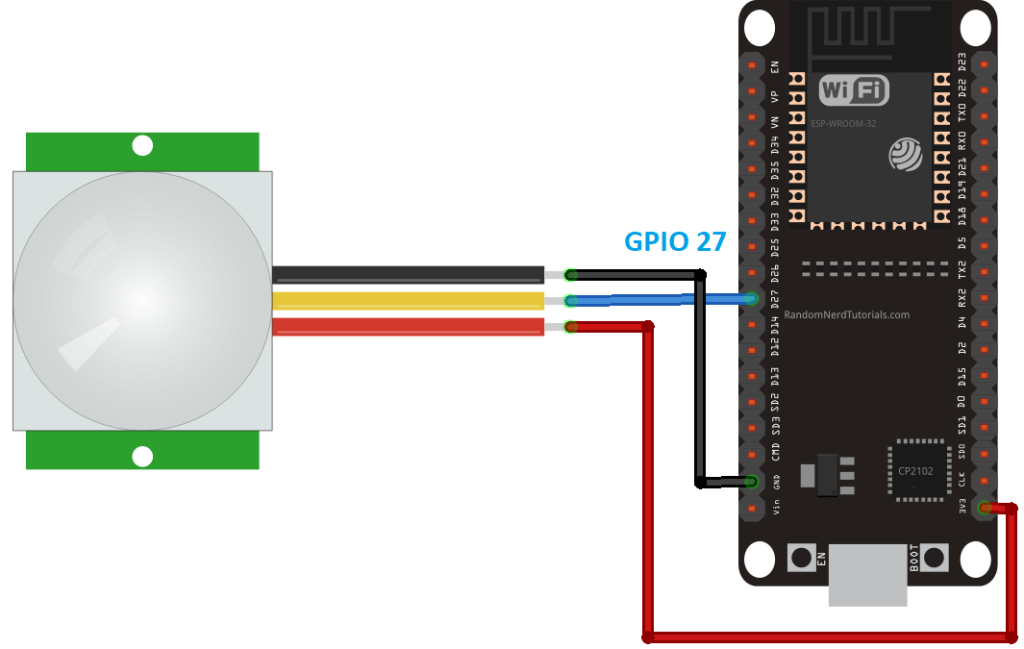 GPIO 27
WiFi
ESP-WROOM-32
RandomNerdTutorials.com
CP2102
EN
VP
VN
D34
D35
D32
D33
D25
D26
D27
D14
D12
D13
SD2
SD3
CMD
GND
Vin
D23
D22
TX0
RX0
D21
D19
D18
D5
TX2
RX2
D4
D2
D15
D0
SD1
SD0
CLK
3V3
EN
BOOT